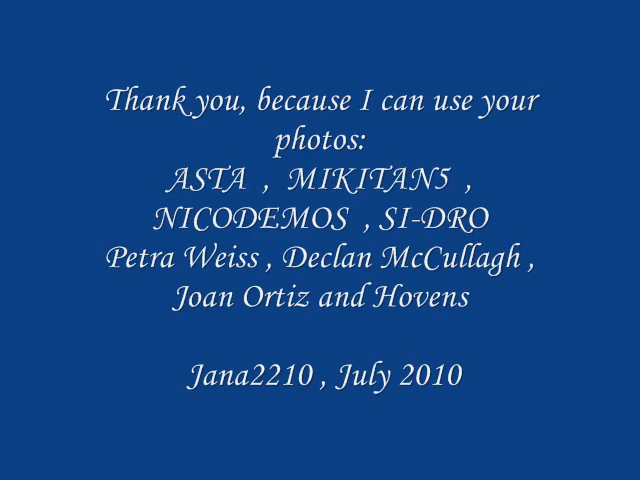 Thank you, because I can use your
photos:
ASTA , MIKITAN5 ,
NICODEMOS , SI-DRO
Petra Weiss , Declan McCullagh ,
Joan Ortiz and Hovens
Jana2210 , July 2010